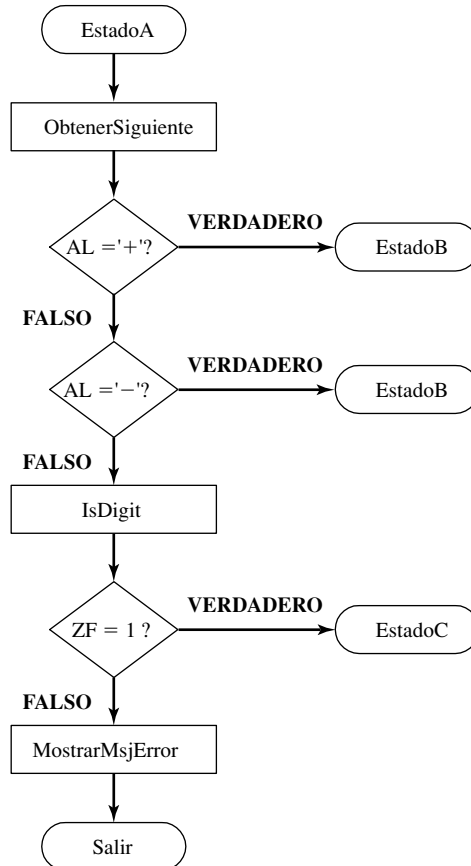 EstadoA
ObtenerSiguiente
AL ='+'?
VERDADERO
EstadoB
FALSO
AL ='−'?
VERDADERO
EstadoB
FALSO
IsDigit
ZF = 1 ?
VERDADERO
EstadoC
FALSO
MostrarMsjError
Salir